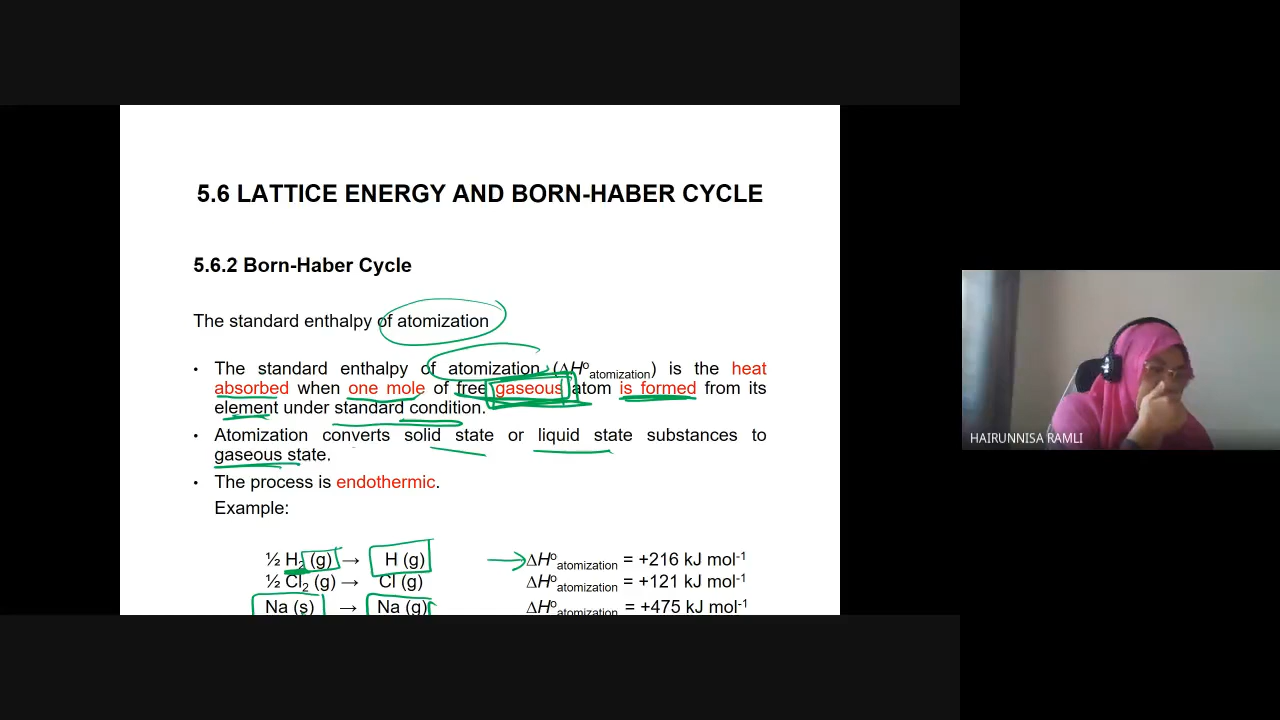 5.6 LATTICE ENERGY AND BORN-HABER CYCLE
5.6.2 Born-Haber Cycle
The standard enthalpy of atomization
• The standard enthalpy of atomization (ΔH°atomization) is the heat
absorbed when one mole of free gaseous atom is formed from its
element under standard condition.
• Atomization converts solid state or liquid state substances to
gaseous state.
• The process is endothermic.
Example:
½ H₂ (g) → H (g) ΔH°atomization = +216 kJ mol⁻¹
½ Cl₂ (g) → Cl (g) ΔH°atomization = +121 kJ mol⁻¹
Na (s) → Na (g) ΔH°atomization = +475 kJ mol⁻¹
HAIRUNNISA RAMLI